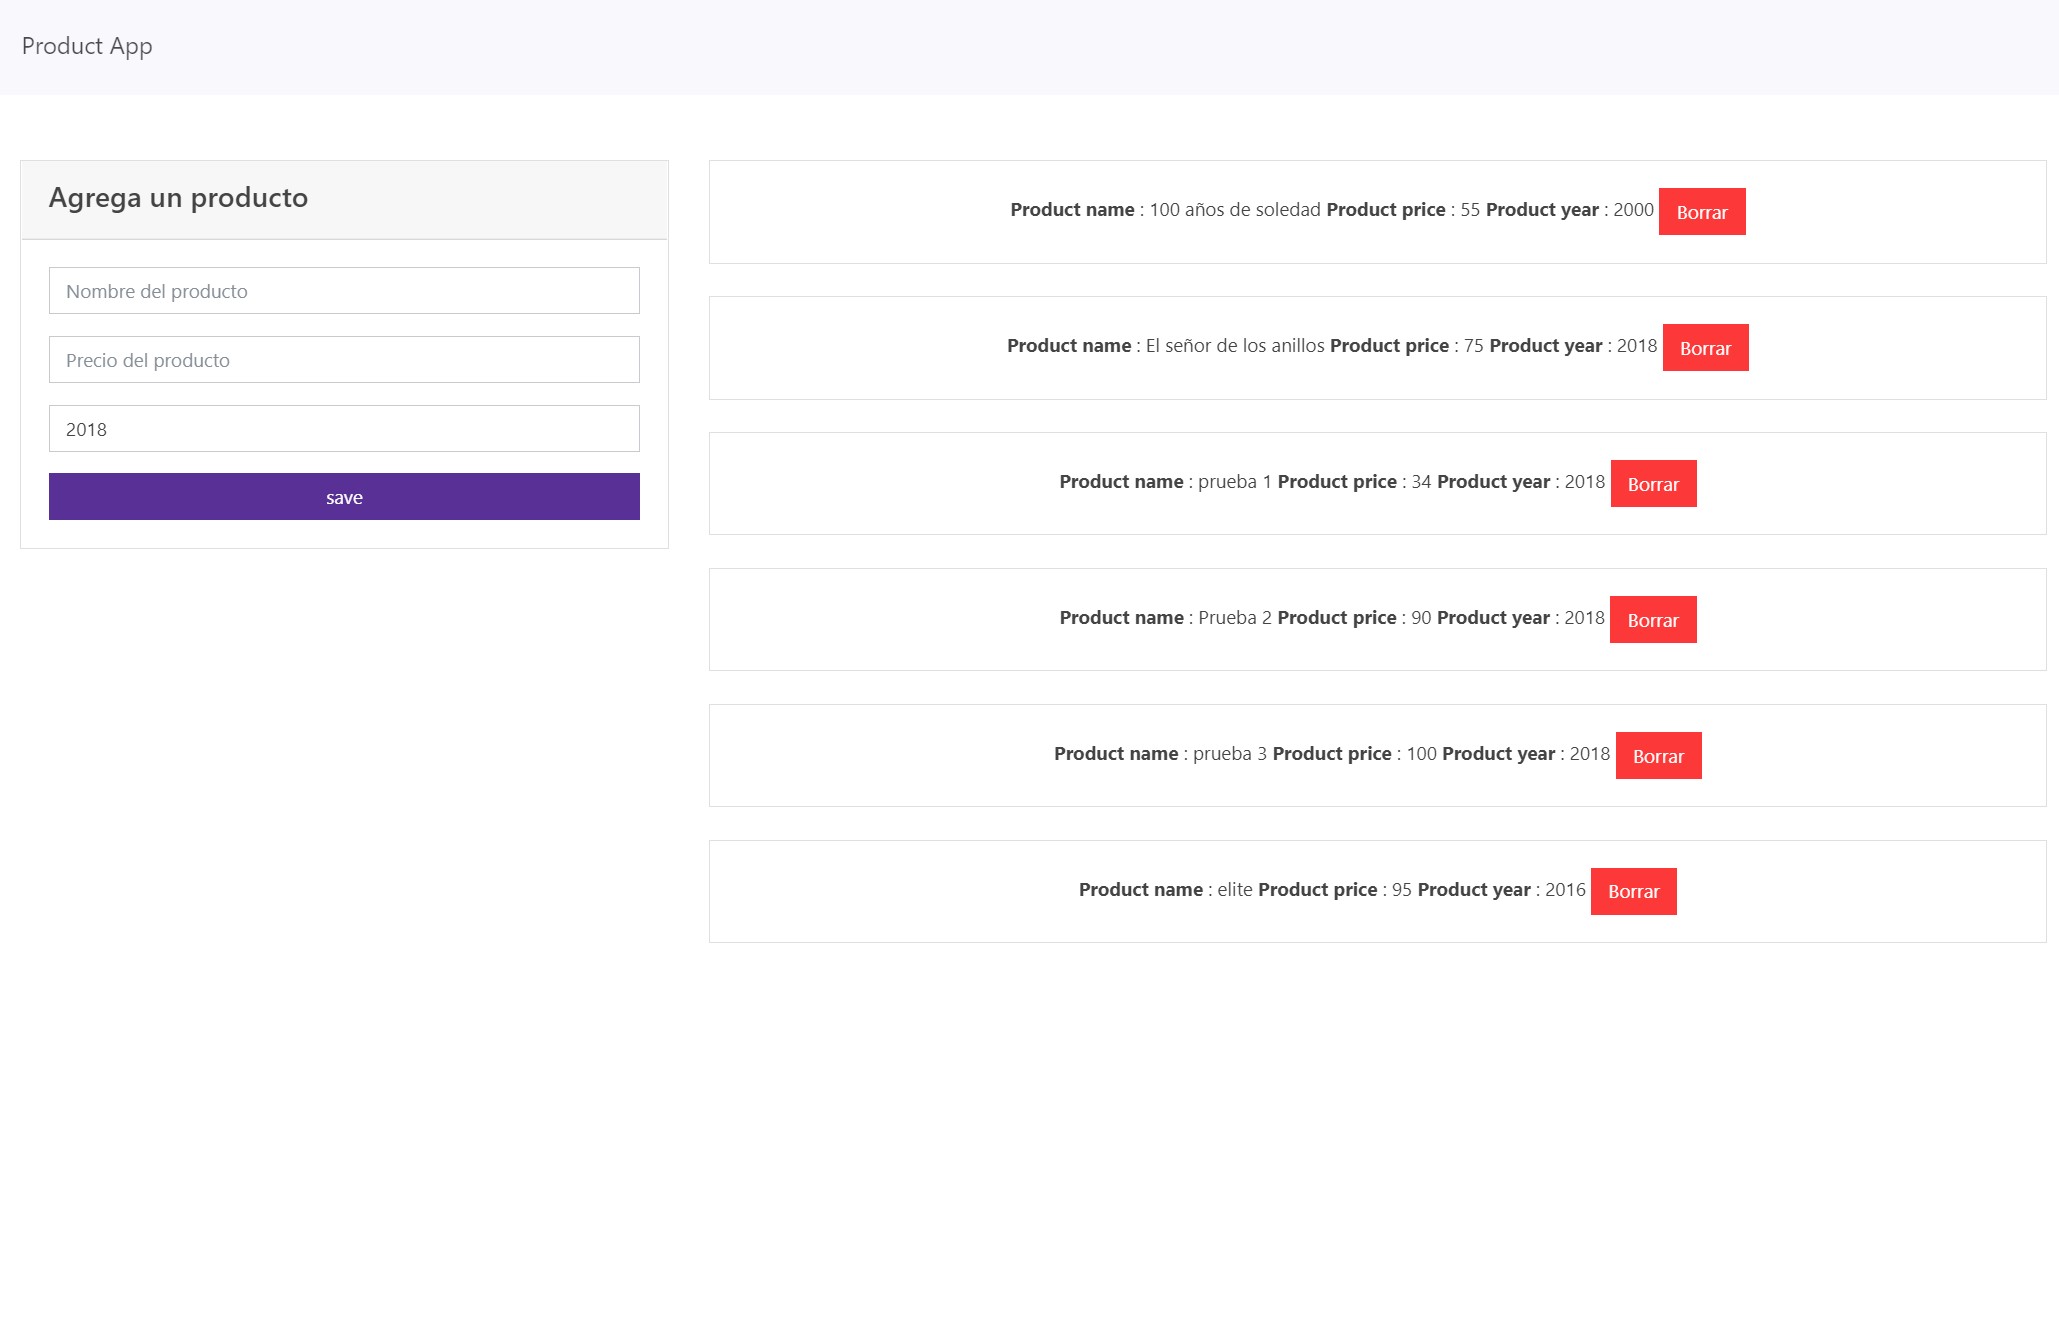 Product App
Agrega un producto
Nombre del producto
Precio del producto
2018
save
Product name : 100 años de soledad Product price : 55 Product year : 2000 Borrar
Product name : El señor de los anillos Product price : 75 Product year : 2018 Borrar
Product name : prueba 1 Product price : 34 Product year : 2018 Borrar
Product name : Prueba 2 Product price : 90 Product year : 2018 Borrar
Product name : prueba 3 Product price : 100 Product year : 2018 Borrar
Product name : elite Product price : 95 Product year : 2016 Borrar